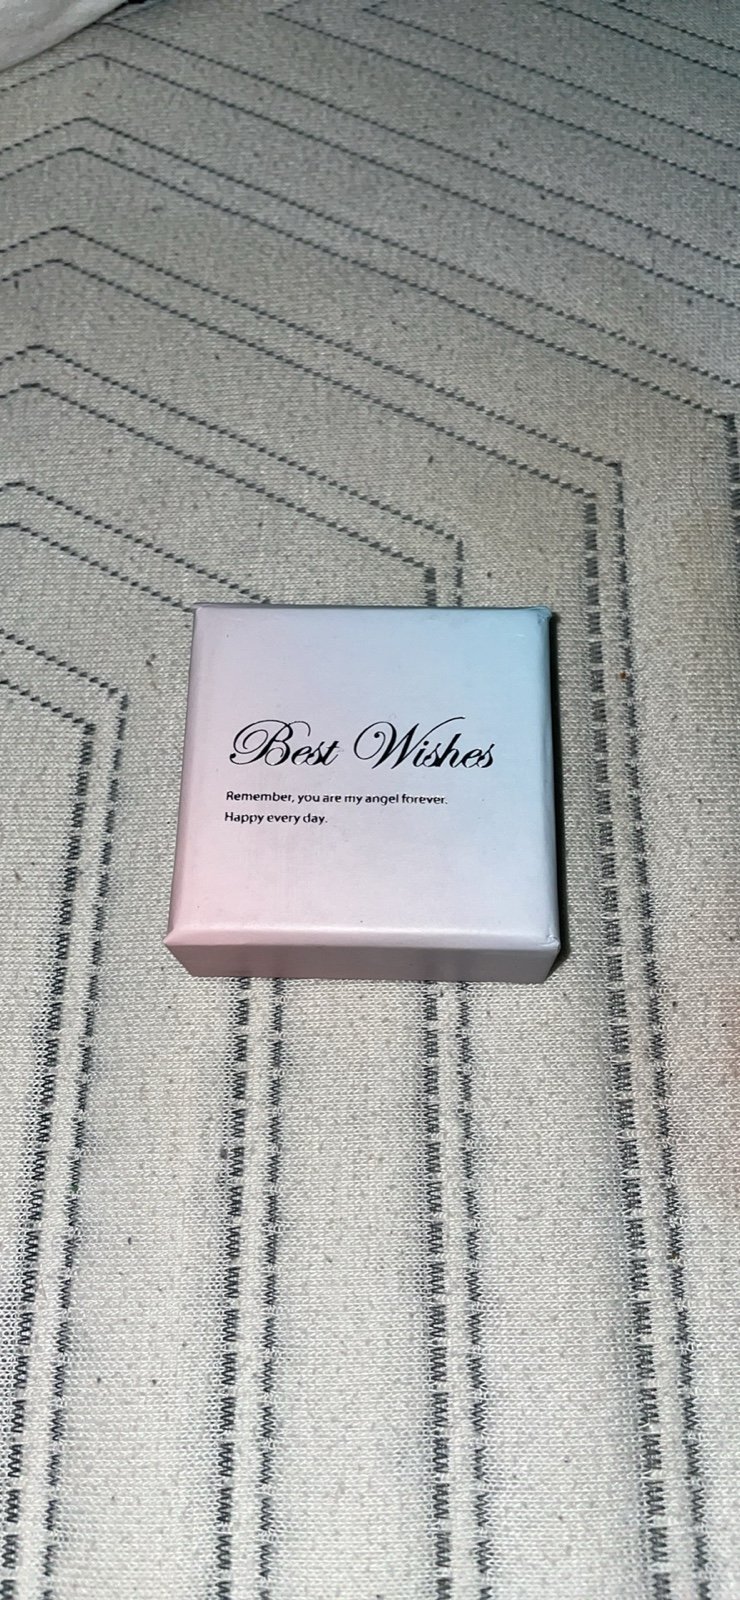 Best Wishes
Remember, you are my angel forever.
Happy every day.